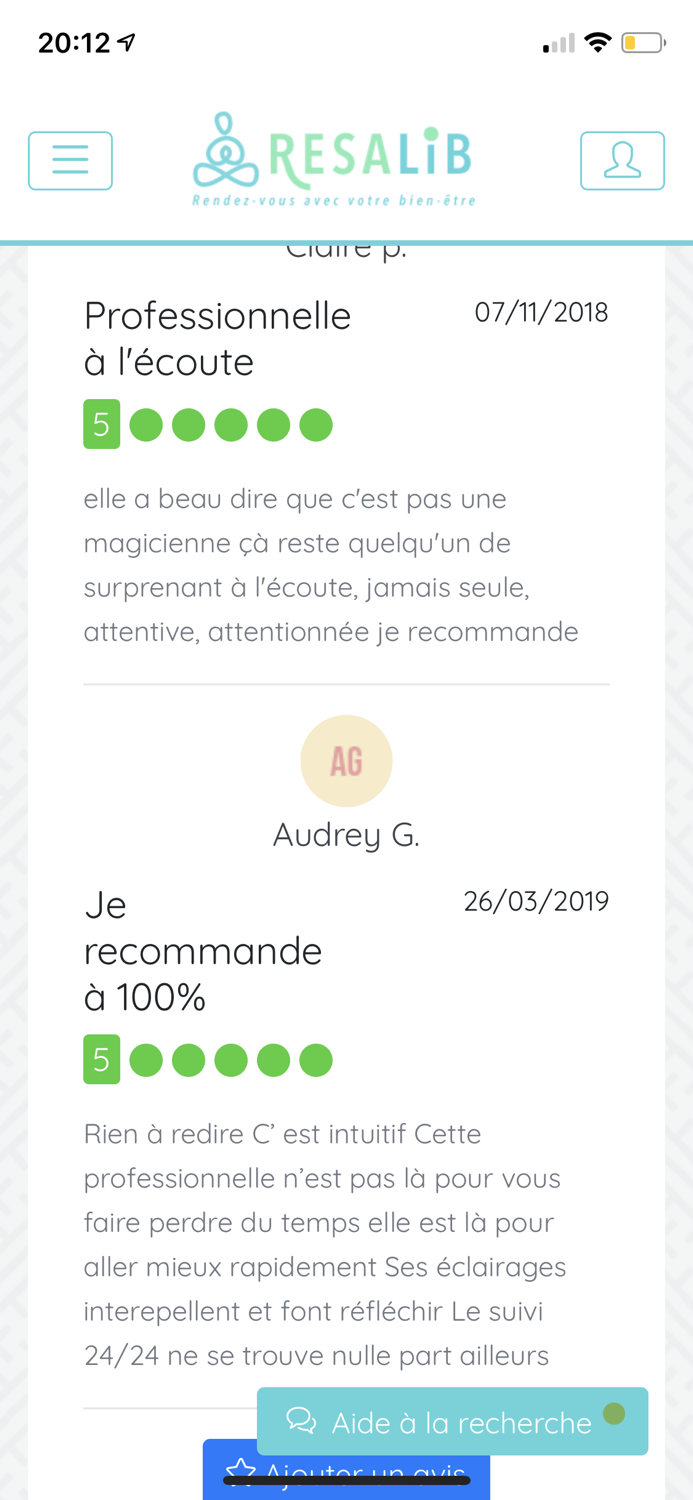 20:12
RESALiB
Rendez-vous avec votre bien-être
Claire p.
Professionnelle
à l'écoute
07/11/2018
5
elle a beau dire que c'est pas une
magicienne çà reste quelqu'un de
surprenant à l'écoute, jamais seule,
attentive, attentionnée je recommande
AG
Audrey G.
Je
recommande
à 100%
26/03/2019
5
Rien à redire C’ est intuitif Cette
professionnelle n’est pas là pour vous
faire perdre du temps elle est là pour
aller mieux rapidement Ses éclairages
interepellent et font réfléchir Le suivi
24/24 ne se trouve nulle part ailleurs
Aide à la recherche
Ajouter un avis